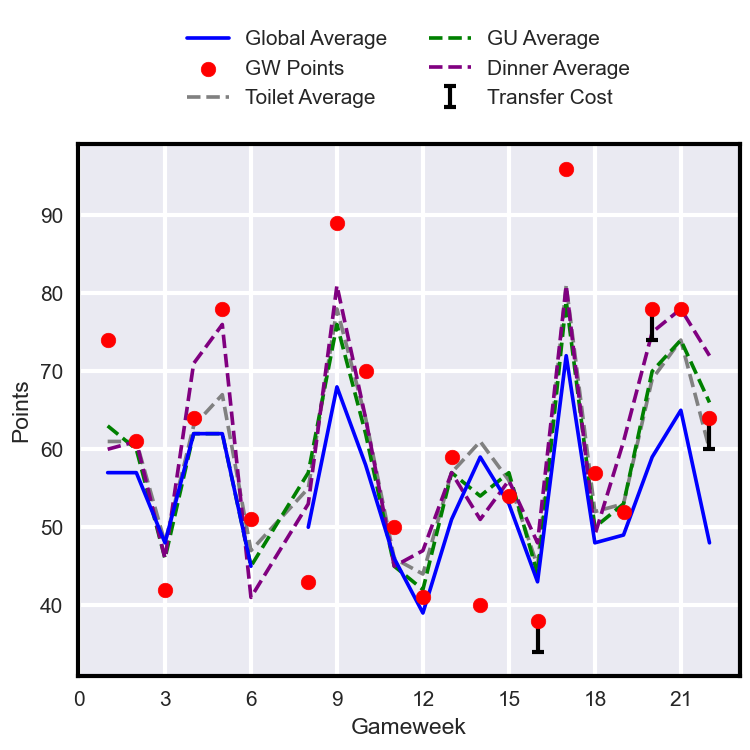 Global Average
GW Points
Toilet Average
GU Average
Dinner Average
Transfer Cost
90
80
70
60
50
40
Points
0 3 6 9 12 15 18 21
Gameweek